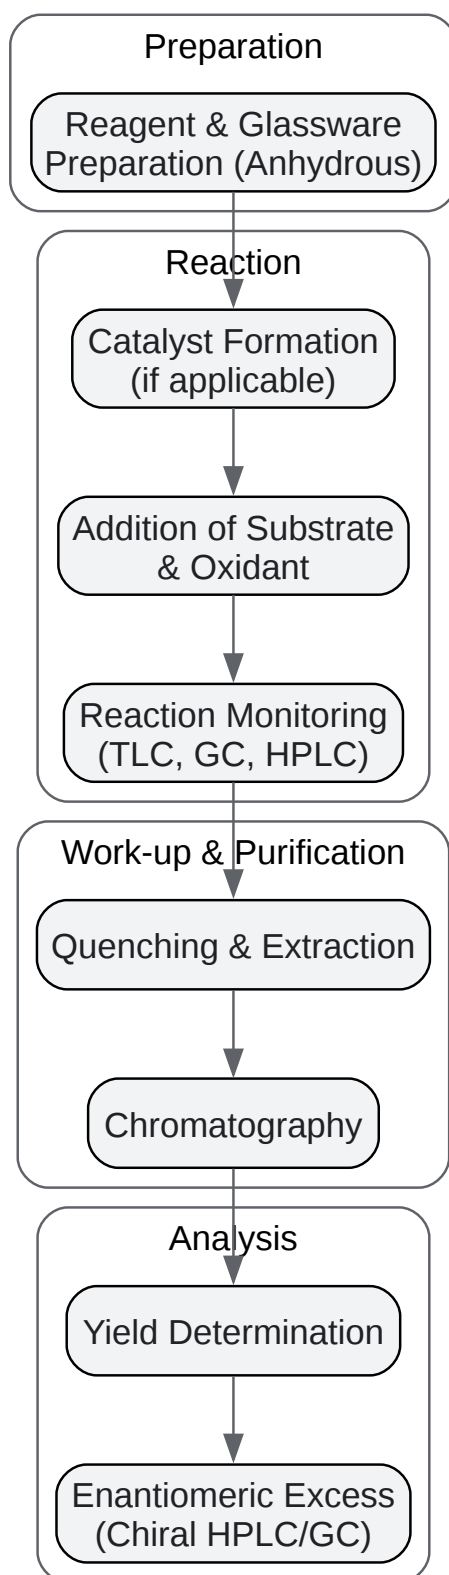 Preparation
Reagent & Glassware
Preparation (Anhydrous)
Reaction
Catalyst Formation
(if applicable)
Addition of Substrate
& Oxidant
Reaction Monitoring
(TLC, GC, HPLC)
Work-up & Purification
Quenching & Extraction
Chromatography
Analysis
Yield Determination
Enantiomeric Excess
(Chiral HPLC/GC)